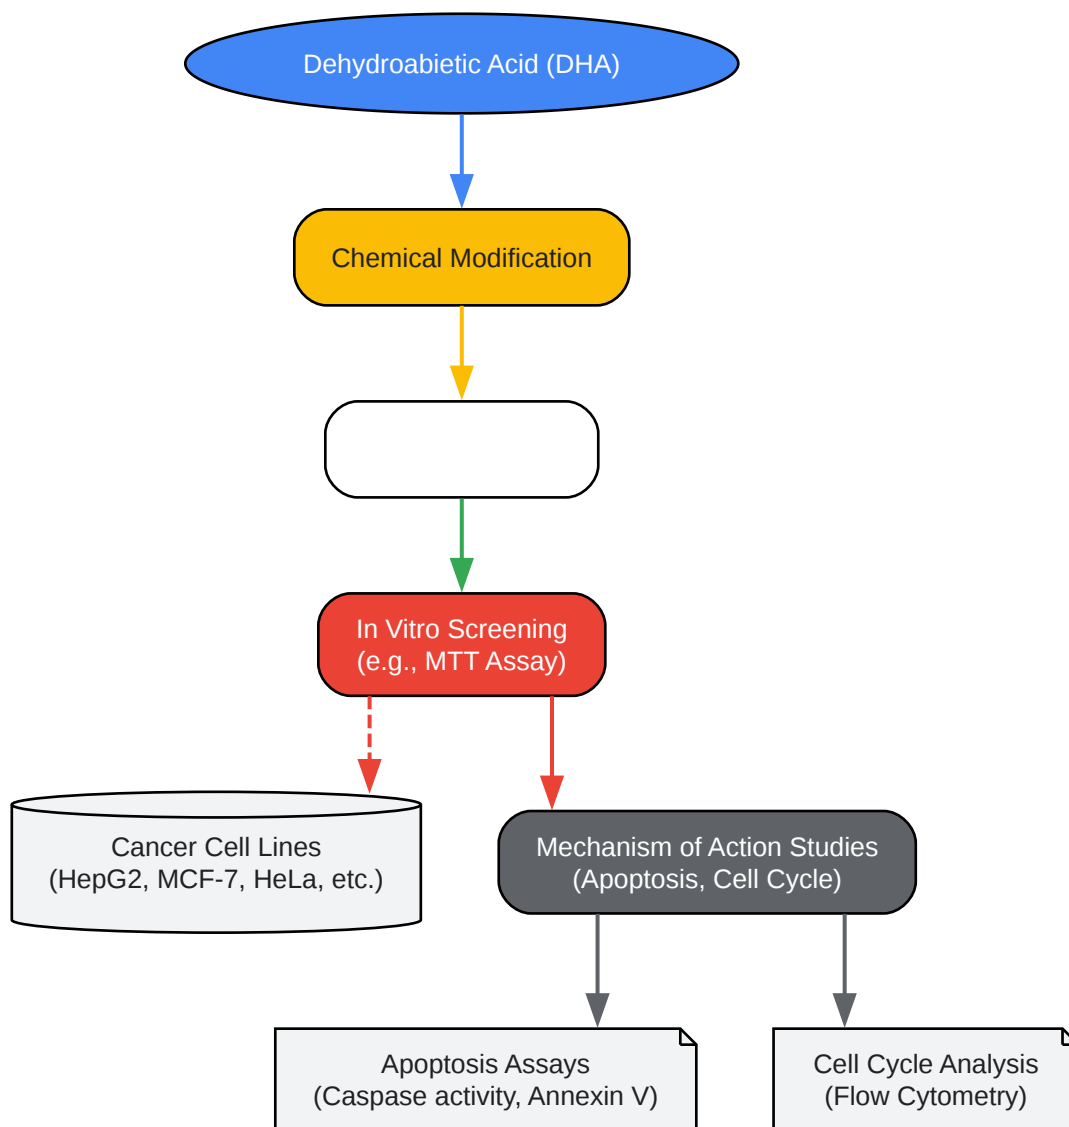 Dehydroabietic Acid (DHA)
Chemical Modification
In Vitro Screening
(e.g., MTT Assay)
Cancer Cell Lines
(HepG2, MCF-7, HeLa, etc.)
Mechanism of Action Studies
(Apoptosis, Cell Cycle)
Apoptosis Assays
(Caspase activity, Annexin V)
Cell Cycle Analysis
(Flow Cytometry)